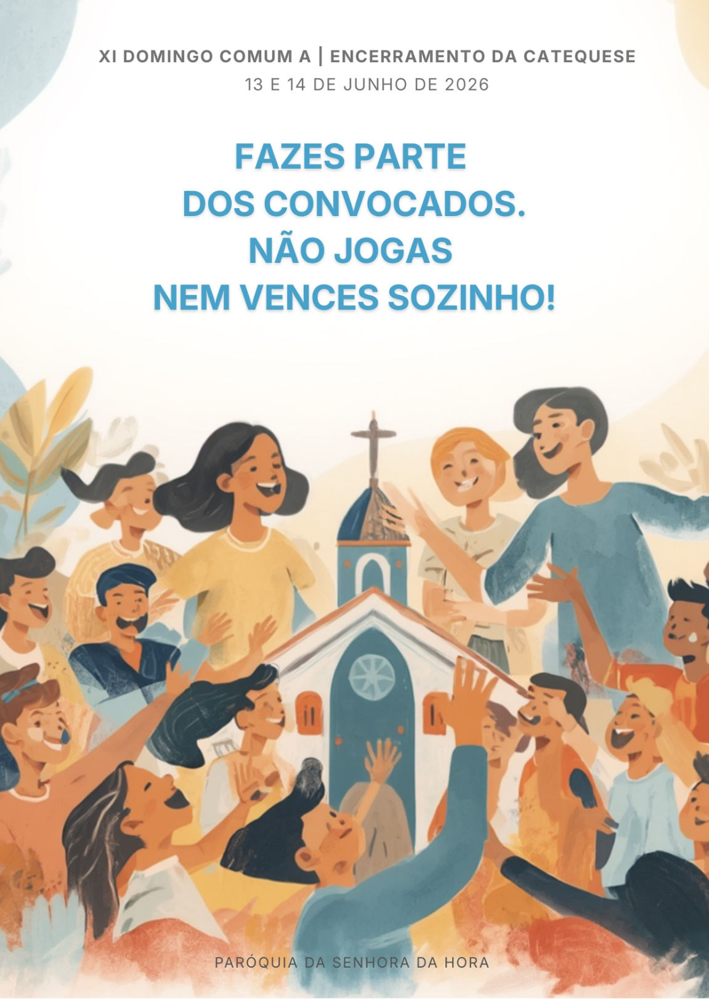 XI DOMINGO COMUM A | ENCERRAMENTO DA CATEQUESE
13 E 14 DE JUNHO DE 2026
FAZES PARTE
DOS CONVOCADOS.
NÃO JOGAS
NEM VENCES SOZINHO!
PARÓQUIA DA SENHORA DA HORA